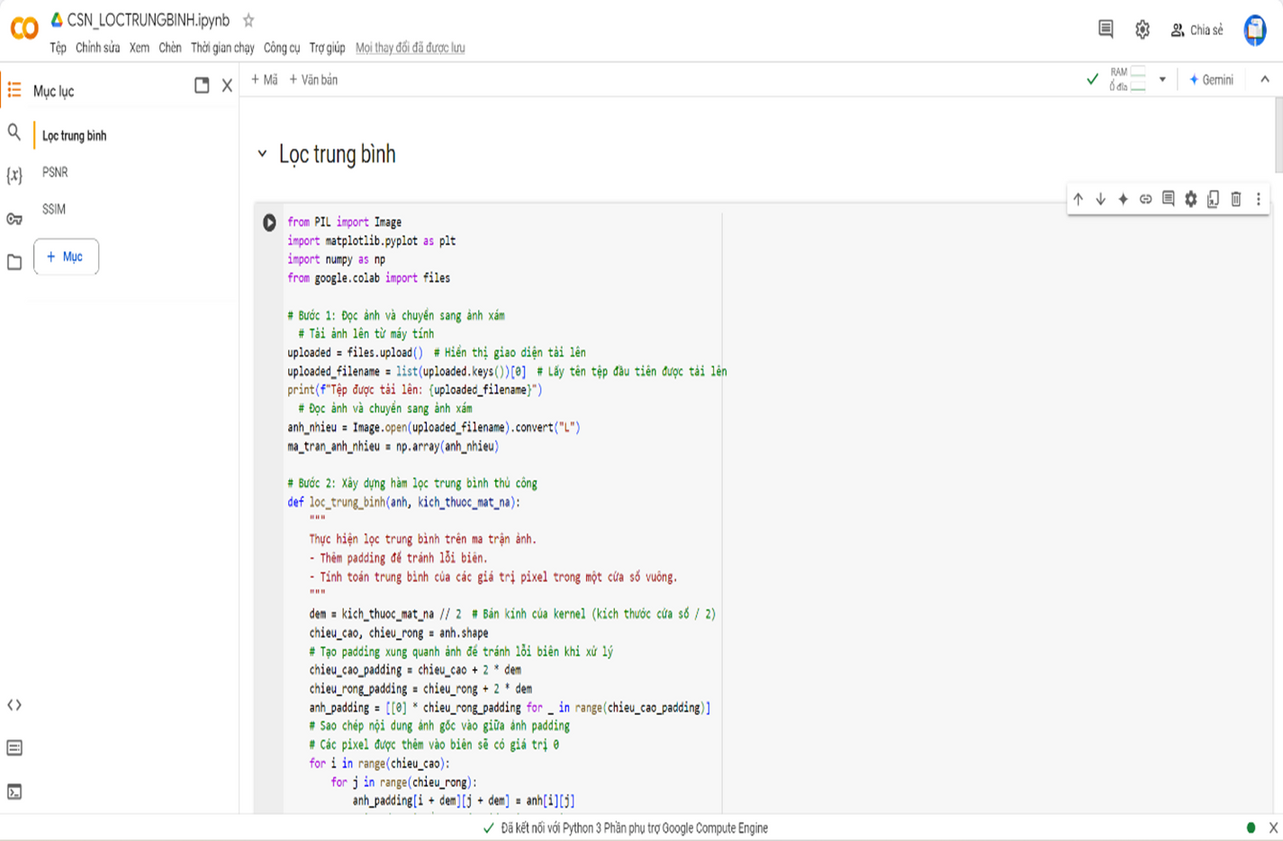 CSN_LOCTRUNGBINH.ipynb
Tệp Chỉnh sửa Xem Chèn Thời gian chạy Công cụ Trợ giúp Mọi thay đổi đã được lưu
Chia sẻ
Mục lục
+ Mã + Văn bản
RAM
Ổ đĩa
Gemini
Lọc trung bình
PSNR
SSIM
+ Mục
Lọc trung bình
from PIL import Image
import matplotlib.pyplot as plt
import numpy as np
from google.colab import files
# Bước 1: Đọc ảnh và chuyển sang ảnh xám
# Tải ảnh lên từ máy tính
uploaded = files.upload() # Hiển thị giao diện tải lên
uploaded_filename = list(uploaded.keys())[0] # Lấy tên tệp đầu tiên được tải lên
print(f"Tệp được tải lên: {uploaded_filename}")
# Đọc ảnh và chuyển sang ảnh xám
anh_nhieu = Image.open(uploaded_filename).convert("L")
ma_tran_anh_nhieu = np.array(anh_nhieu)
# Bước 2: Xây dựng hàm lọc trung bình thủ công
def loc_trung_binh(anh, kich_thuoc_mat_na):
"""
Thực hiện lọc trung bình trên ma trận ảnh.
- Thêm padding để tránh lỗi biên.
- Tính toán trung bình của các giá trị pixel trong một cửa sổ vuông.
"""
dem = kich_thuoc_mat_na // 2 # Bán kính của kernel (kích thước cửa sổ / 2)
chieu_cao, chieu_rong = anh.shape
# Tạo padding xung quanh ảnh để tránh lỗi biên khi xử lý
chieu_cao_padding = chieu_cao + 2 * dem
chieu_rong_padding = chieu_rong + 2 * dem
anh_padding = [[0] * chieu_rong_padding for _ in range(chieu_cao_padding)]
# Sao chép nội dung ảnh gốc vào giữa ảnh padding
# Các pixel được thêm vào biên sẽ có giá trị 0
for i in range(chieu_cao):
for j in range(chieu_rong):
anh_padding[i + dem][j + dem] = anh[i][j]
Đã kết nối với Python 3 Phần phụ trợ Google Compute Engine